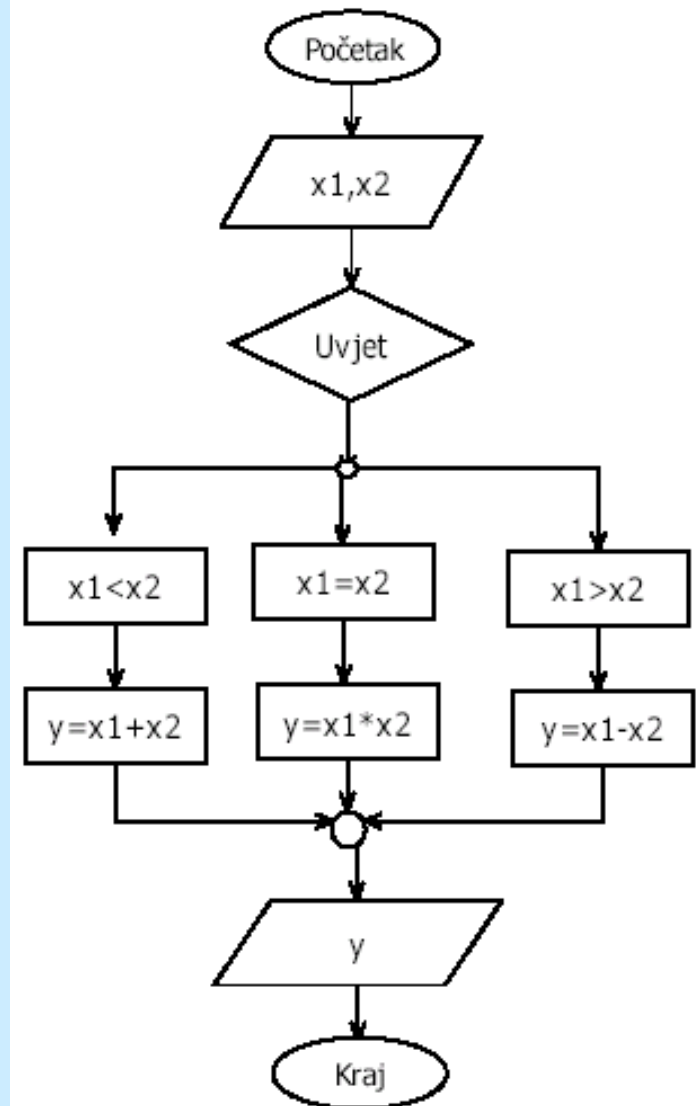 Početak
x1,x2
Uvjet
x1<x2
x1=x2
x1>x2
y=x1+x2
y=x1*x2
y=x1-x2
y
Kraj